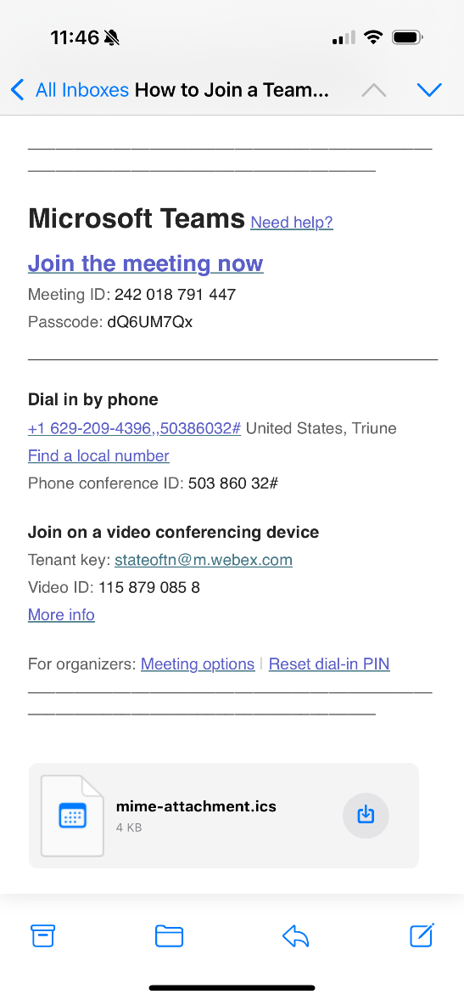 11:46
All Inboxes How to Join a Team...
Microsoft Teams Need help?
Join the meeting now
Meeting ID: 242 018 791 447
Passcode: dQ6UM7Qx
Dial in by phone
+1 629-209-4396,,50386032# United States, Triune
Find a local number
Phone conference ID: 503 860 32#
Join on a video conferencing device
Tenant key: stateoftn@m.webex.com
Video ID: 115 879 085 8
More info
For organizers: Meeting options | Reset dial-in PIN
mime-attachment.ics
4 KB